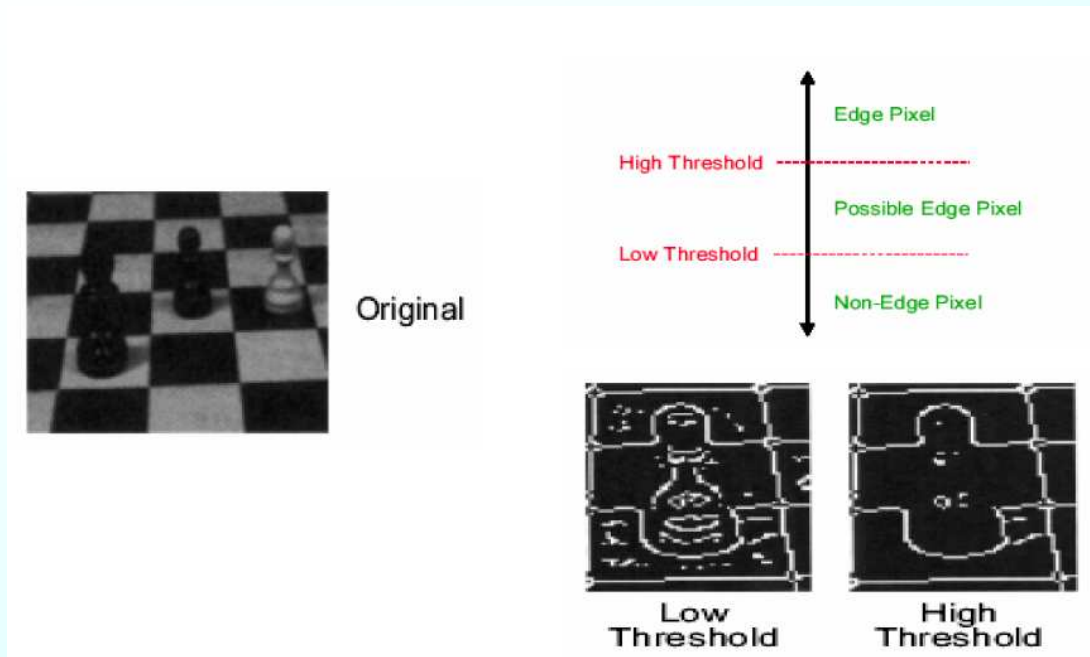 Original
Edge Pixel
High Threshold
Possible Edge Pixel
Low Threshold
Non-Edge Pixel
Low
Threshold
High
Threshold